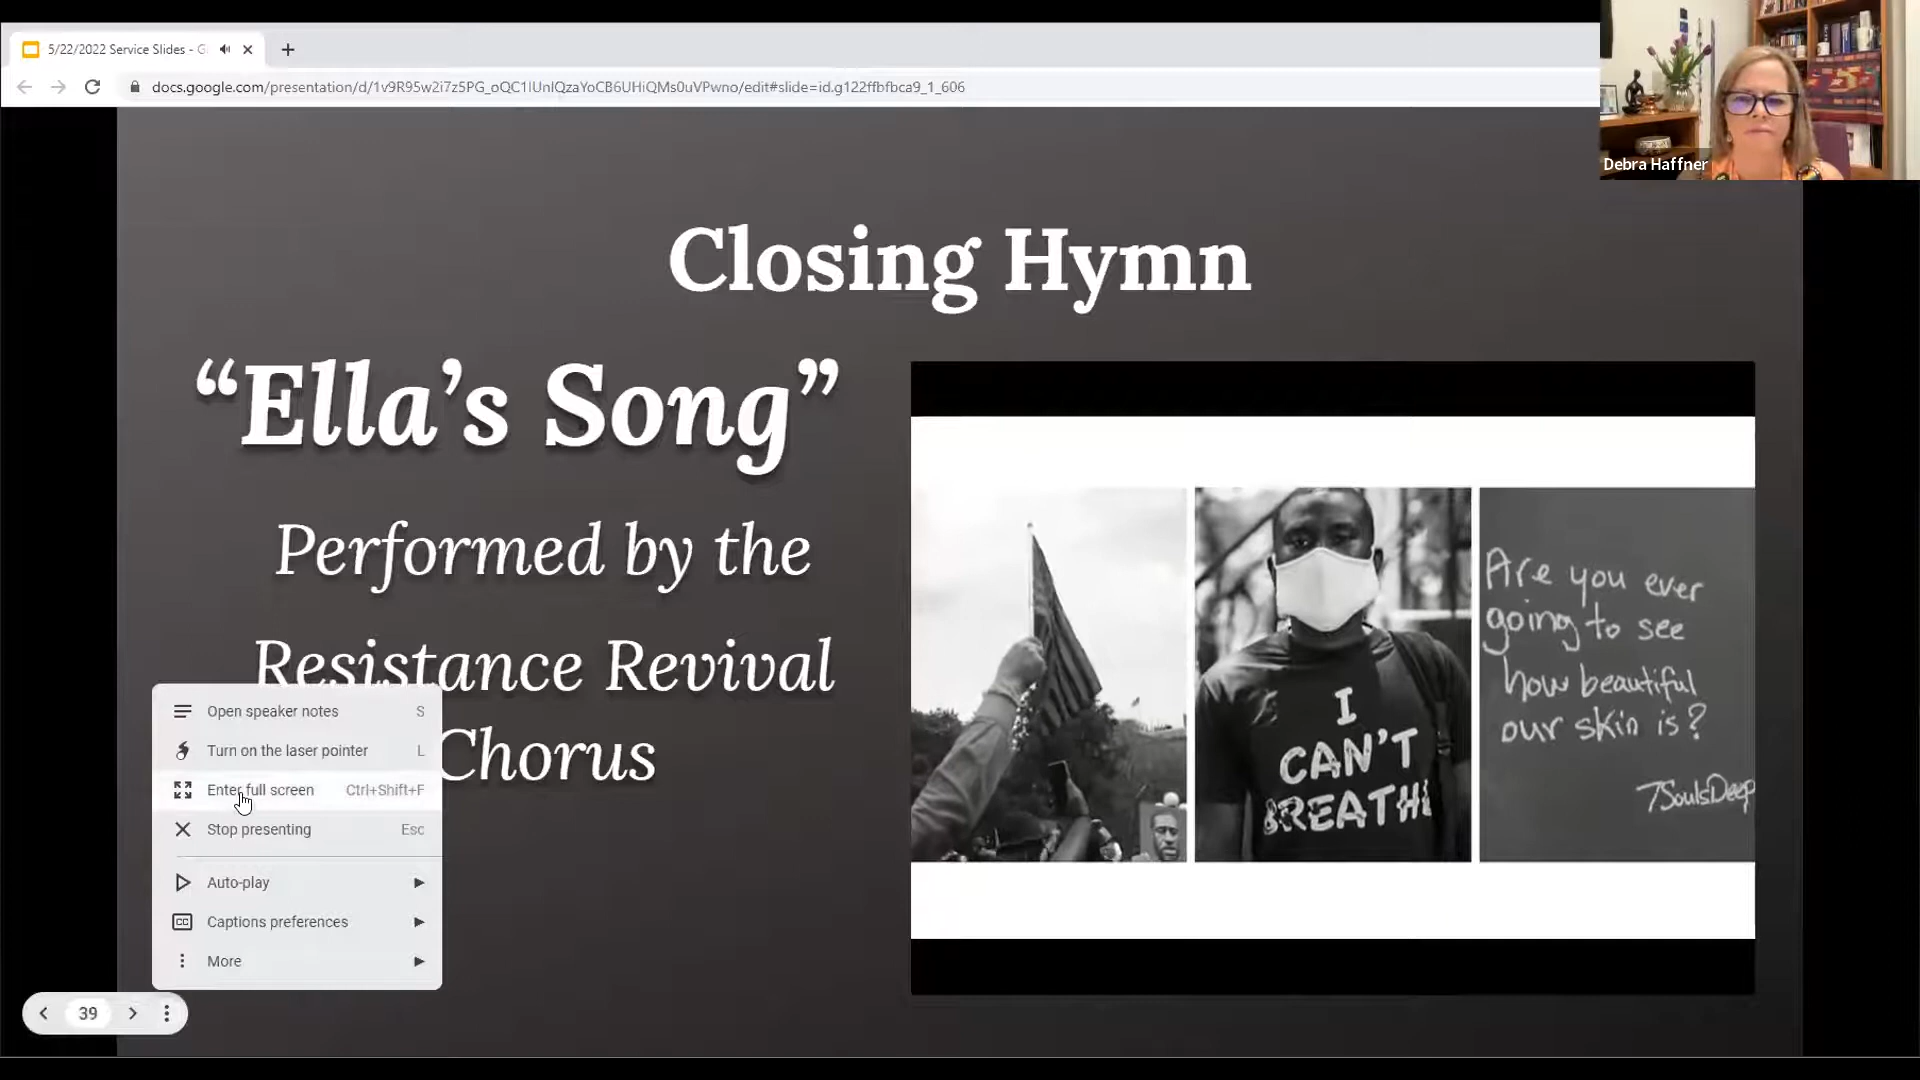 5/22/2022 Service Slides - G
docs.google.com/presentation/d/1v9R95w2i7z5PG_oQC1lUnIQzaYoCB6UHiQMs0uVPwno/edit#slide=id.g122ffbfbca9_1_606
Debra Haffner
Closing Hymn
“Ella’s Song”
Performed by the
Resistance Revival
Chorus
I
CAN'T
BREATHE
Are you ever
going to see
how beautiful
our skin is?
7SoulsDeep
Open speaker notes S
Turn on the laser pointer L
Enter full screen Ctrl+Shift+F
Stop presenting Esc
Auto-play
CC Captions preferences
More
39